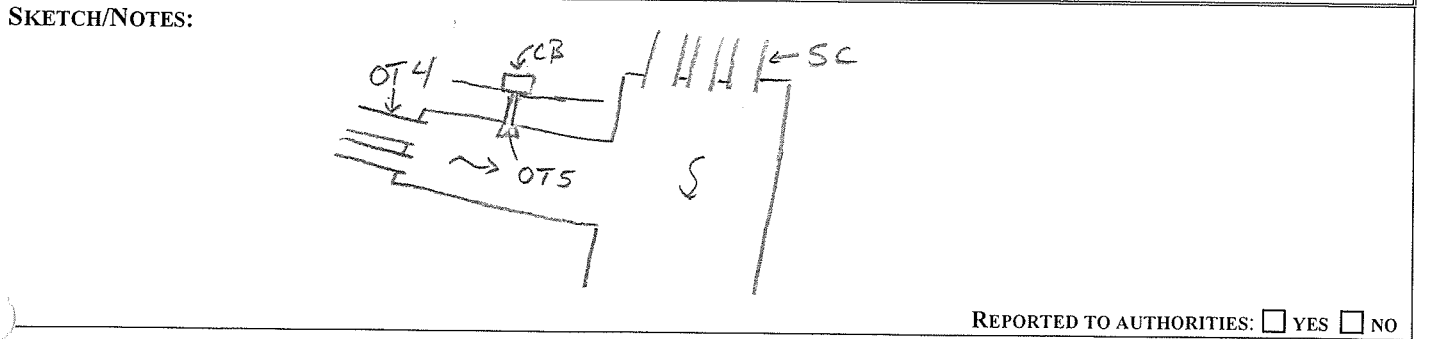 SKETCH/NOTES:
CB
SC
OT4
OT5
REPORTED TO AUTHORITIES: ☐ YES ☐ NO